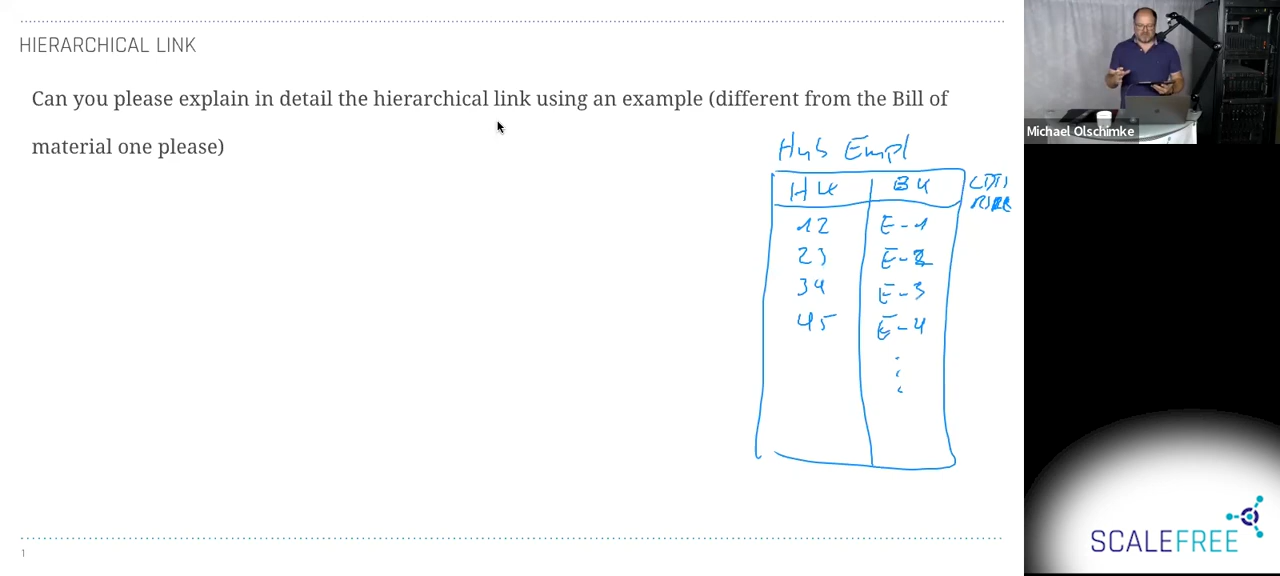 HIERARCHICAL LINK
Can you please explain in detail the hierarchical link using an example (different from the Bill of
material one please)
Michael Olschimke
Hub Empl
HK BK LDTS
12 E-1
23 E-2
34 E-3
45 E-4
SCALEFREE
1